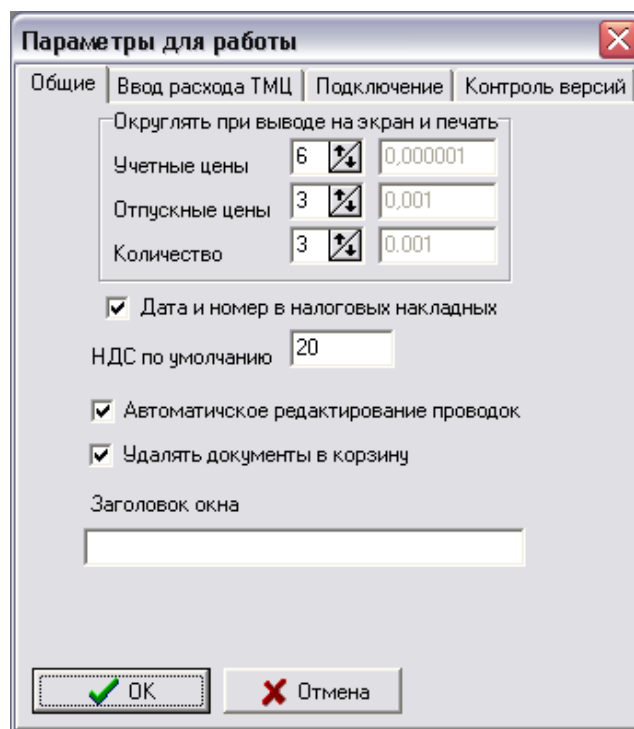 Параметры для работы
Общие Ввод расхода ТМЦ Подключение Контроль версий
Округлять при выводе на экран и печать
Учетные цены 6 0,000001
Отпускные цены 3 0,001
Количество 3 0.001
Дата и номер в налоговых накладных
НДС по умолчанию 20
Автоматичское редактирование проводок
Удалять документы в корзину
Заголовок окна
OK Отмена